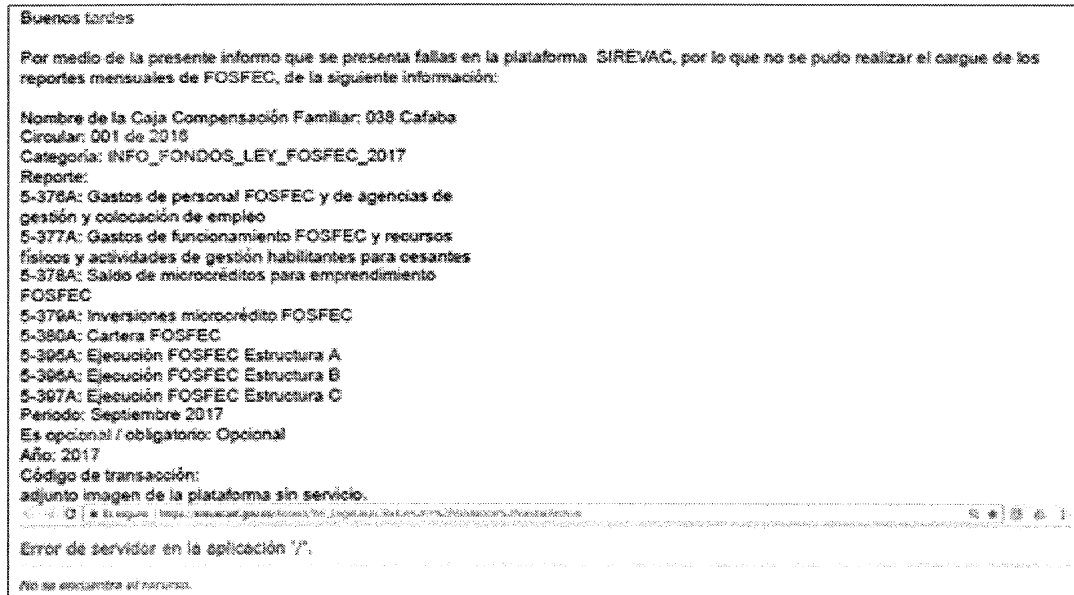 Buenos tardes
Por medio de la presente informo que se presenta fallas en la plataforma SIREVAC, por lo que no se pudo realizar el cargue de los
reportes mensuales de FOSFEC, de la siguiente información:
Nombre de la Caja Compensación Familiar: 038 Cafaba
Circular: 001 de 2016
Categoría: INFO_FONDOS_LEY_FOSFEC_2017
Reporte:
5-376A: Gastos de personal FOSFEC y de agencias de
gestión y colocación de empleo
5-377A: Gastos de funcionamiento FOSFEC y recursos
físicos y actividades de gestión habilitantes para cesantes
5-378A: Saldo de microcréditos para emprendimiento
FOSFEC
5-379A: Inversiones microcrédito FOSFEC
5-380A: Cartera FOSFEC
5-395A: Ejecución FOSFEC Estructura A
5-396A: Ejecución FOSFEC Estructura B
5-397A: Ejecución FOSFEC Estructura C
Periodo: Septiembre 2017
Es opcional / obligatorio: Opcional
Año: 2017
Código de transacción:
adjunto imagen de la plataforma sin servicio.
Es seguro
Error de servidor en la aplicación '/'.
No se encuentra el recurso.